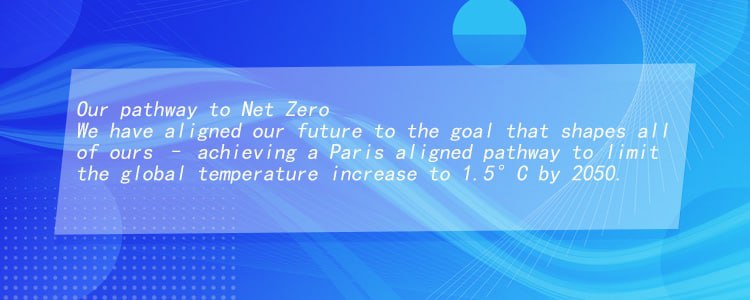 Our pathway to Net Zero
We have aligned our future to the goal that shapes all
of ours – achieving a Paris aligned pathway to limit
the global temperature increase to 1.5°C by 2050.